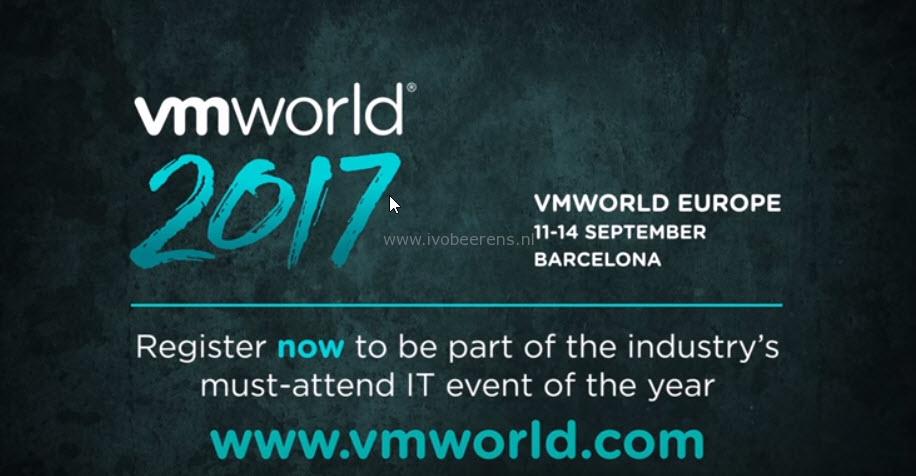 vmworld®
2017
VMWORLD EUROPE
11-14 SEPTEMBER
BARCELONA
www.ivobeerens.nl
Register now to be part of the industry's
must-attend IT event of the year
www.vmworld.com